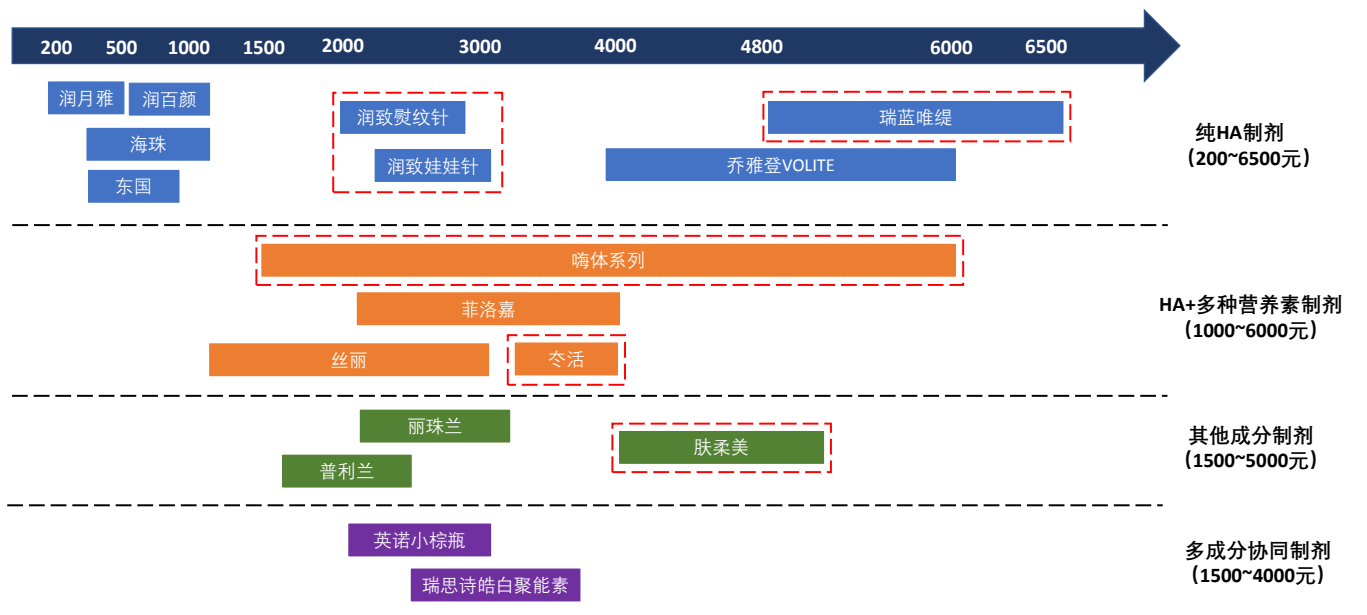 200 500 1000 1500 2000 3000 4000 4800 6000 6500
润月雅 润百颜 润致熨纹针 瑞蓝唯缇
海珠
润致娃娃针 乔雅登VOLITE
东国
纯HA制剂
（200~6500元）
嗨体系列
菲洛嘉
丝丽 冭活
HA+多种营养素制剂
（1000~6000元）
丽珠兰
肤柔美
普利兰
其他成分制剂
（1500~5000元）
英诺小棕瓶
瑞思诗皓白聚能素
多成分协同制剂
（1500~4000元）